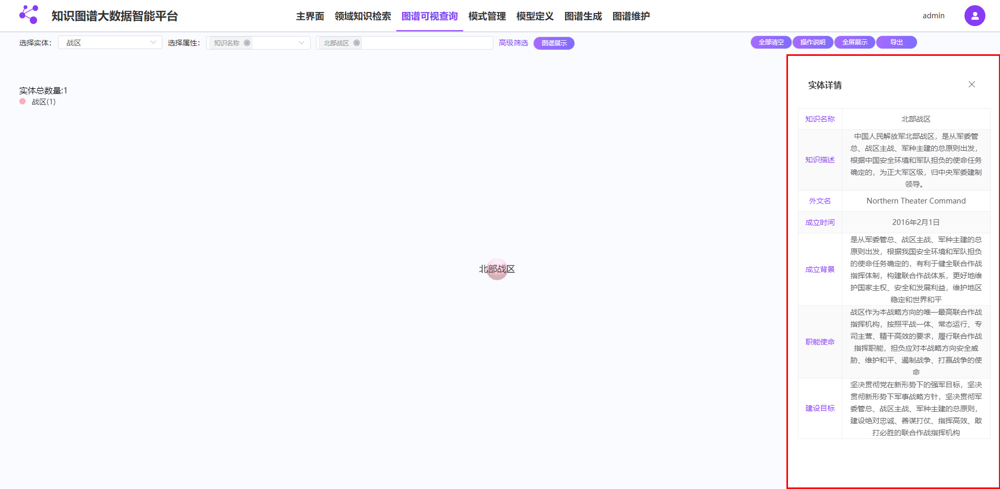 知识图谱大数据智能平台
主界面 领域知识检索 图谱可视查询 模式管理 模型定义 图谱生成 图谱维护
admin
选择实体： 战区 选择属性： 知识名称 北部战区 高级筛选 图谱展示
全部清空 操作说明 全屏展示 导出
实体总数量:1
战区(1)
北部战区
实体详情
知识名称 北部战区
知识描述
中国人民解放军北部战区，是从军委管
总、战区主战、军种主建的总原则出发，
根据中国安全环境和军队担负的使命任务
确定的，为正大军区级，归中央军委建制
领导。
外文名 Northern Theater Command
成立时间 2016年2月1日
成立背景
是从军委管总、战区主战、军种主建的总
原则出发，根据我国安全环境和军队担负
的使命任务确定的，有利于健全联合作战
指挥体制，构建联合作战体系，更好地维
护国家主权、安全和发展利益，维护地区
稳定和世界和平
职能使命
战区作为本战略方向的唯一最高联合作战
指挥机构，按照平战一体、常态运行、专
司主营、精干高效的要求，履行联合作战
指挥职能，担负应对本战略方向安全威
胁、维护和平、遏制战争、打赢战争的使
命
建设目标
坚决贯彻党在新形势下的强军目标，坚决
贯彻新形势下军事战略方针，坚决贯彻军
委管总、战区主战、军种主建的总原则，
建设绝对忠诚、善谋打仗、指挥高效、敢
打必胜的联合作战指挥机构